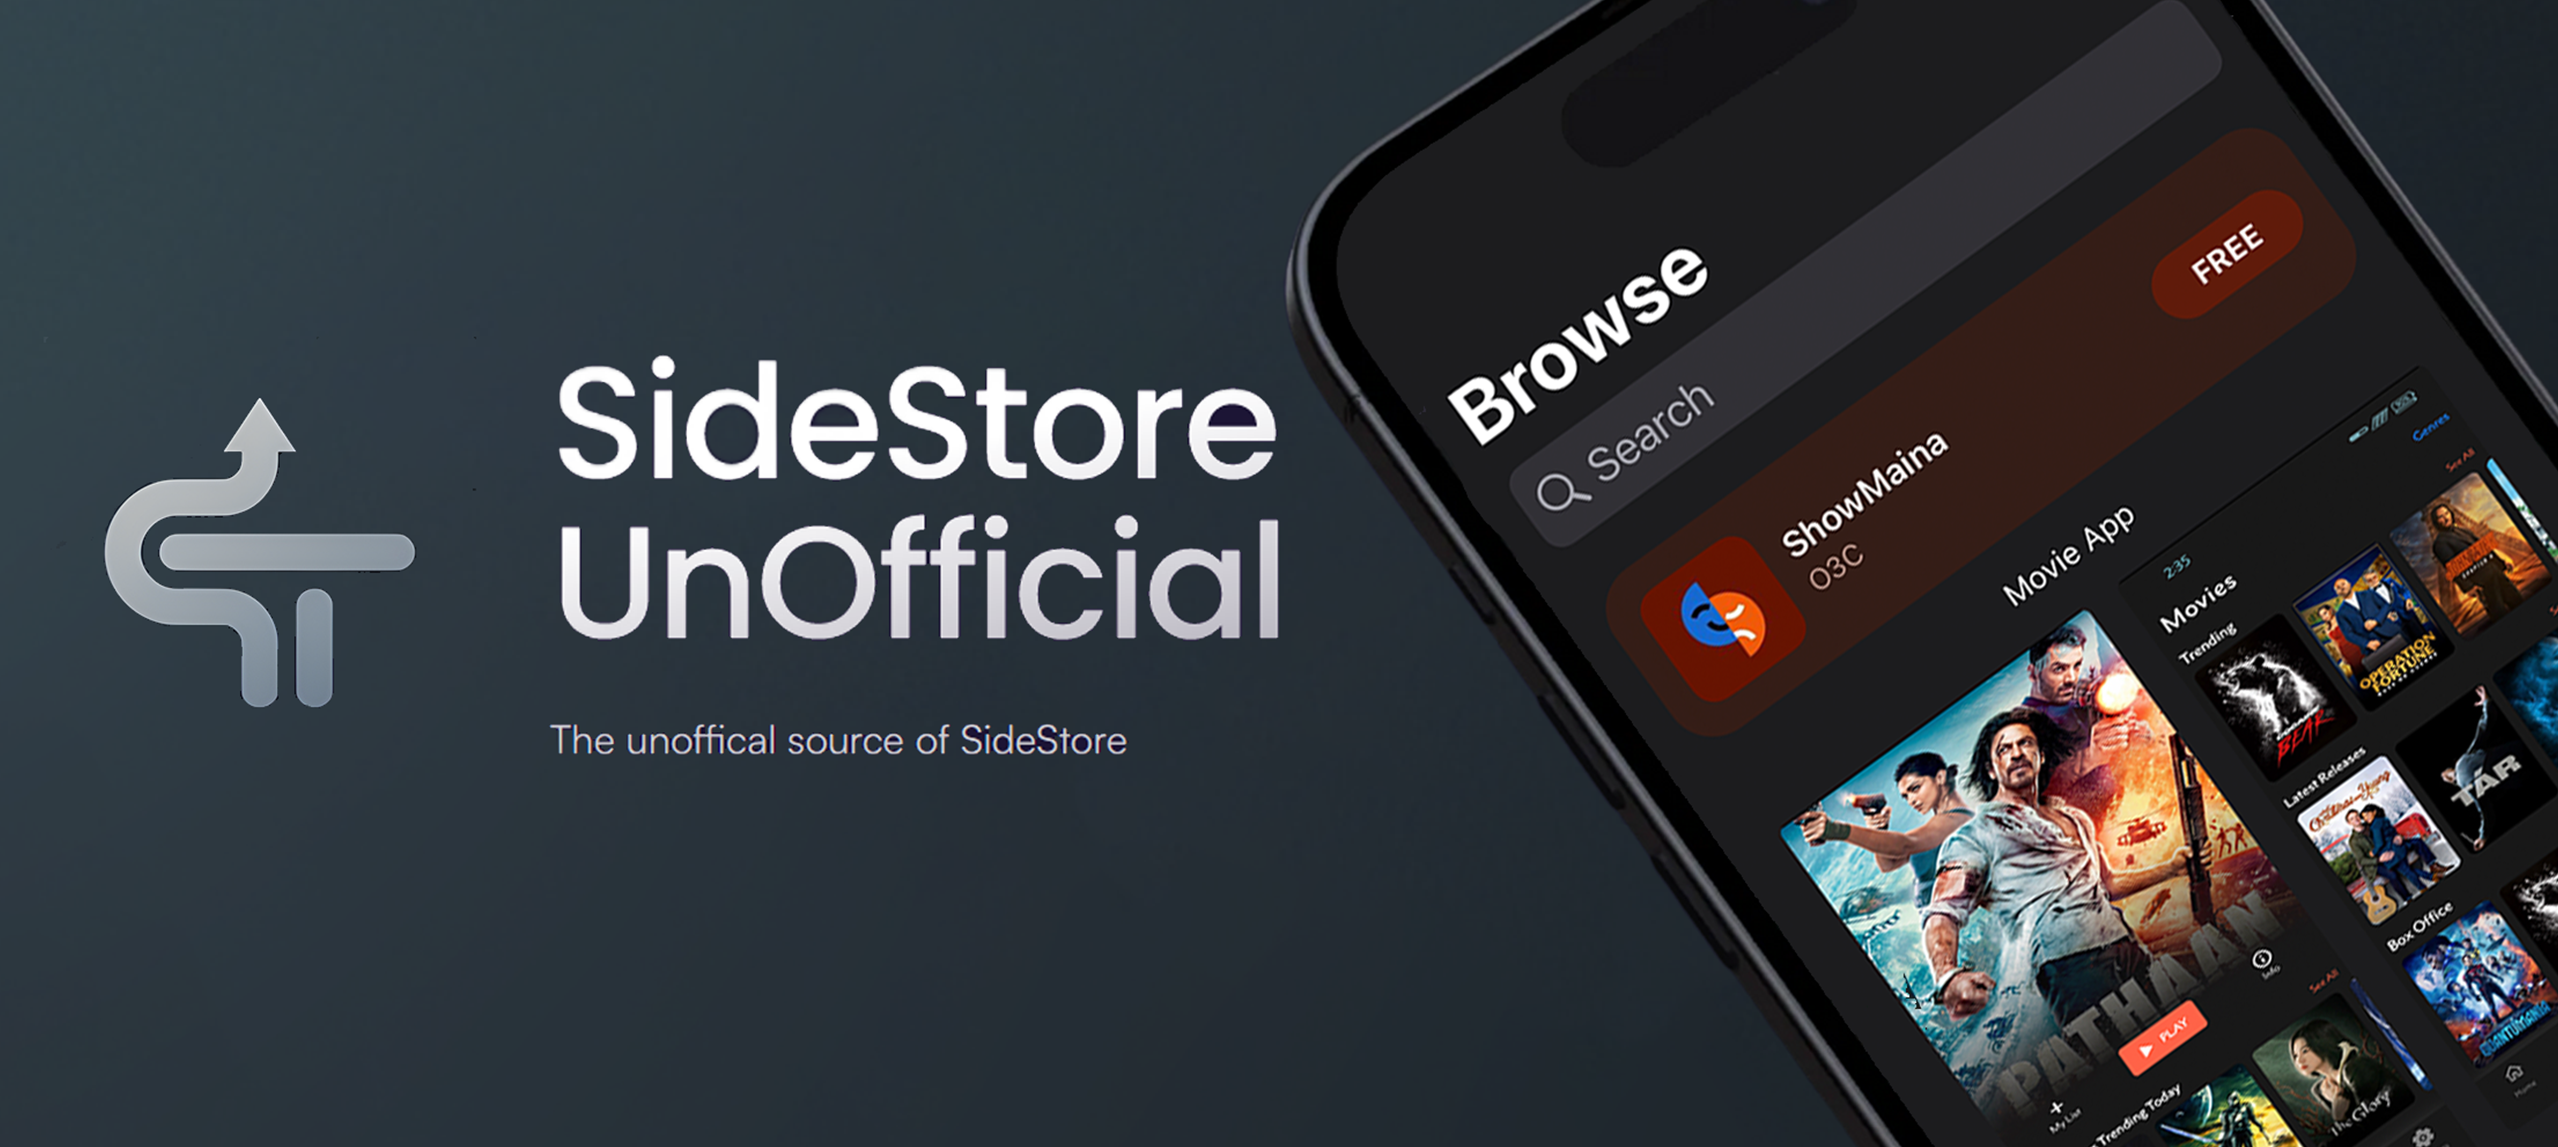 SideStore
UnOfficial
The unoffical source of SideStore
Browse
Search
ShowMaina
O3C
FREE
Movie App
PATHAAN
PLAY
Info
My List
See All
Trending Today
The Glory
2:35
Genres
Movies
Trending
See All
BEAR
OPERATION
FORTUNE
Latest Releases
TÁR
Box Office
QUANTUMANIA
Home